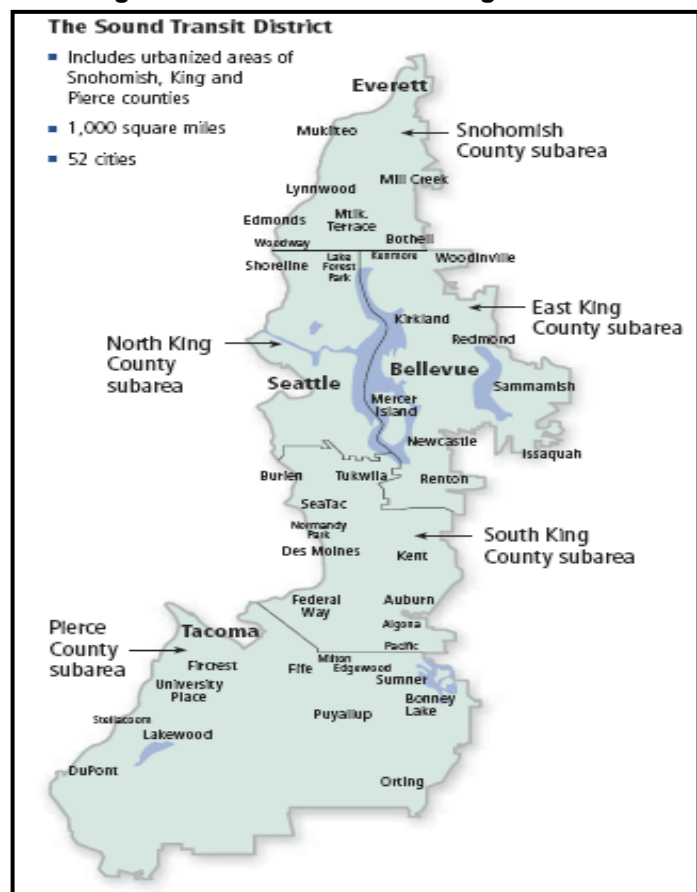 The Sound Transit District
▪ Includes urbanized areas of
Snohomish, King and
Pierce counties
▪ 1,000 square miles
▪ 52 cities
Everett
Mukilteo
Snohomish
County subarea
Mill Creek
Lynnwood
Edmonds
Mtlk.
Terrace
Bothell
Woodway
Shoreline
Lake
Forest
Park
Kenmore
Woodinville
East King
County subarea
Kirkland
Redmond
North King
County
subarea
Seattle
Bellevue
Sammamish
Mercer
Island
Newcastle
Issaquah
Burien
Tukwila
Renton
SeaTac
Normandy
Park
Des Moines
South King
County subarea
Kent
Federal
Way
Auburn
Algona
Pacific
Pierce
County
subarea
Tacoma
Fircrest
Fife
Milton
Edgewood
Sumner
University
Place
Bonney
Lake
Puyallup
Steilacoom
Lakewood
DuPont
Orting